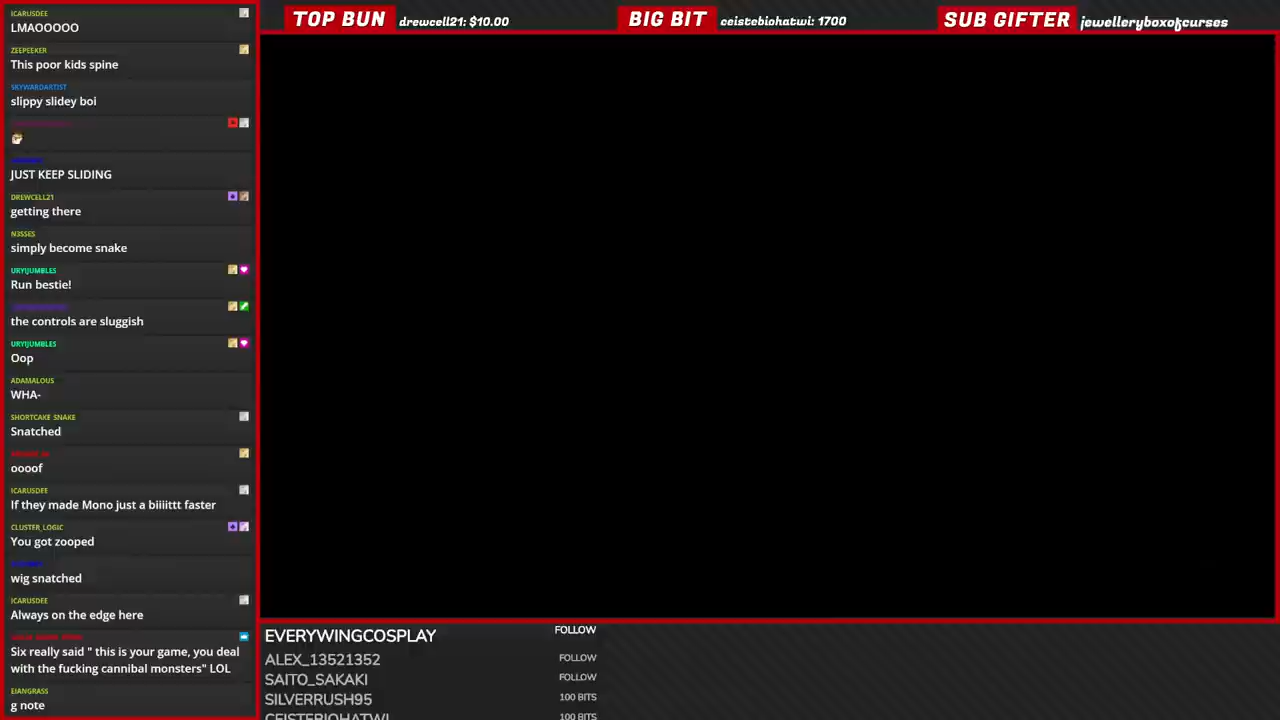 TOP BUN drewcell21: $10.00 BIG BIT ceistebiohatwi: 1700 SUB GIFTER jewelleryboxofcurses
ICARUSDEE
LMAOOOOO
ZEEPEEKER
This poor kids spine
SKYWARDARTIST
slippy slidey boi
JUST KEEP SLIDING
DREWCELL21
getting there
N3SSES
simply become snake
URYIJUMBLES
Run bestie!
the controls are sluggish
URYIJUMBLES
Oop
ADAMALOUS
WHA-
SHORTCAKE_SNAKE
Snatched
oooof
ICARUSDEE
If they made Mono just a biiiittt faster
CLUSTER_LOGIC
You got zooped
wig snatched
ICARUSDEE
Always on the edge here
Six really said " this is your game, you deal
with the fucking cannibal monsters" LOL
EIANGRASS
g note
EVERYWINGCOSPLAY FOLLOW
ALEX_13521352 FOLLOW
SAITO_SAKAKI FOLLOW
SILVERRUSH95 100 BITS
CEISTEBIOHATWI 100 BITS